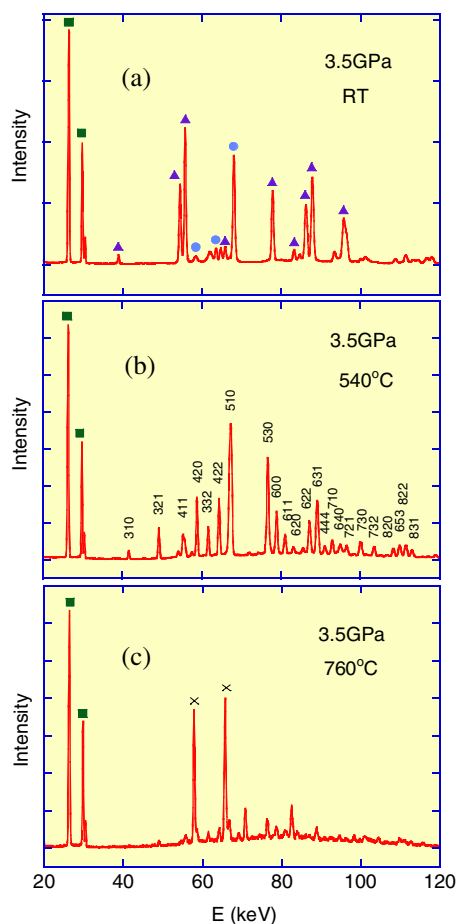 (a)
3.5GPa
RT
Intensity
(b)
3.5GPa
540°C
Intensity
310
321
411
420
332
422
510
530
600
611
620
622
631
444
710
640
721
730
732
820
653
822
831
(c)
3.5GPa
760°C
Intensity
× ×
20 40 60 80 100 120
E (keV)